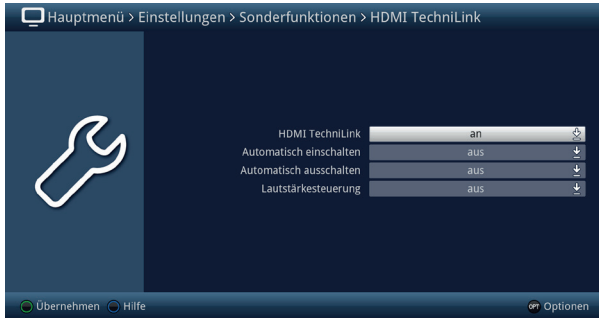 Hauptmenü > Einstellungen > Sonderfunktionen > HDMI TechniLink
HDMI TechniLink an
Automatisch einschalten aus
Automatisch ausschalten aus
Lautstärkesteuerung aus
Übernehmen Hilfe OPT Optionen